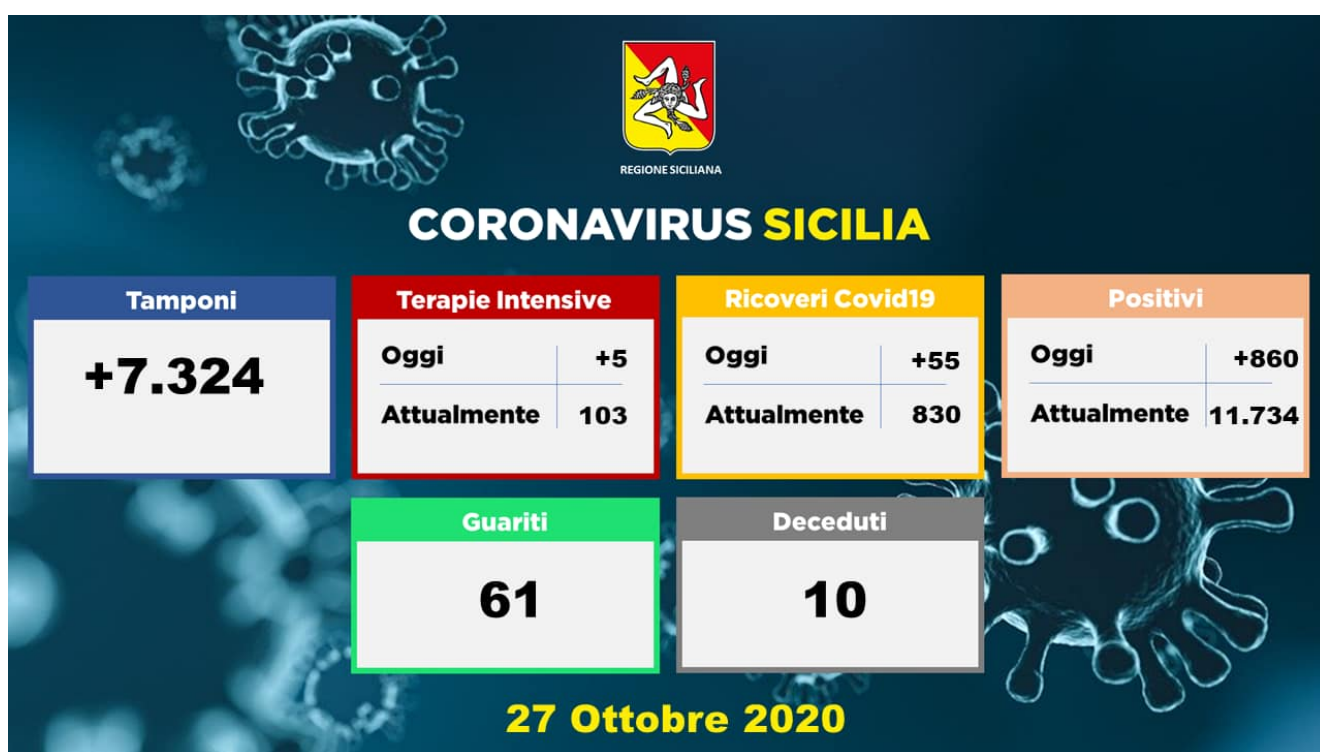 REGIONE SICILIANA
CORONAVIRUS SICILIA
Tamponi
+7.324
Terapie Intensive
Oggi +5
Attualmente 103
Ricoveri Covid19
Oggi +55
Attualmente 830
Positivi
Oggi +860
Attualmente 11.734
Guariti
61
Deceduti
10
27 Ottobre 2020